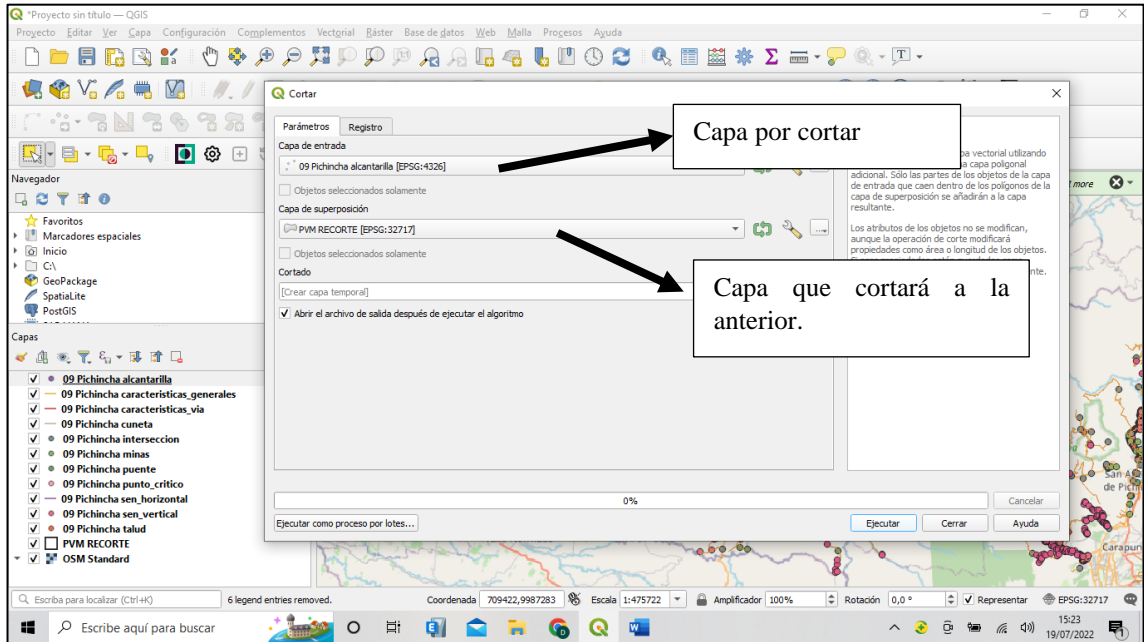 *Proyecto sin título — QGIS
Proyecto Editar Ver Capa Configuración Complementos Vectorial Ráster Base de datos Web Malla Procesos Ayuda
Cortar
Parámetros Registro
Capa de entrada
09 Pichincha alcantarilla [EPSG:4326]
Objetos seleccionados solamente
Capa de superposición
PVM RECORTE [EPSG:32717]
Objetos seleccionados solamente
Cortado
[Crear capa temporal]
Abrir el archivo de salida después de ejecutar el algoritmo
Capa por cortar
Capa que cortará a la
anterior.
vectorial utilizando
capa poligonal
adicional. Sólo las partes de los objetos de la capa
de entrada que caen dentro de los polígonos de la
capa de superposición se añadirán a la capa
resultante.
Los atributos de los objetos no se modifican,
aunque la operación de corte modificará
propiedades como área o longitud de los objetos.
0%
Cancelar
Ejecutar como proceso por lotes...
Ejecutar Cerrar Ayuda
Navegador
Favoritos
Marcadores espaciales
Inicio
C:\
GeoPackage
SpatiaLite
PostGIS
Capas
09 Pichincha alcantarilla
09 Pichincha caracteristicas_generales
09 Pichincha caracteristicas_via
09 Pichincha cuneta
09 Pichincha interseccion
09 Pichincha minas
09 Pichincha puente
09 Pichincha punto_critico
09 Pichincha sen_horizontal
09 Pichincha sen_vertical
09 Pichincha talud
PVM RECORTE
OSM Standard
more
San A
de Pich
Carapun
Escriba para localizar (Ctrl+K) 6 legend entries removed. Coordenada 709422,9987283 Escala 1:475722 Amplificador 100% Rotación 0,0 ° Representar EPSG:32717
Escribe aquí para buscar
15:23
19/07/2022